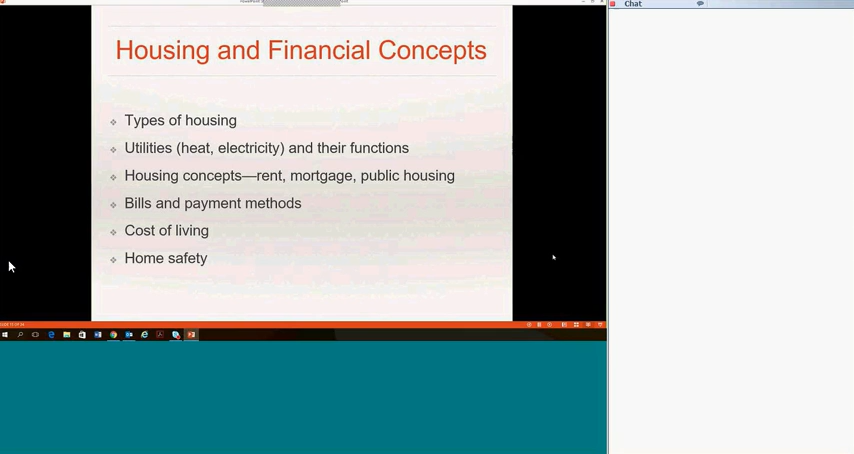 Chat
Housing and Financial Concepts
Types of housing
Utilities (heat, electricity) and their functions
Housing concepts—rent, mortgage, public housing
Bills and payment methods
Cost of living
Home safety